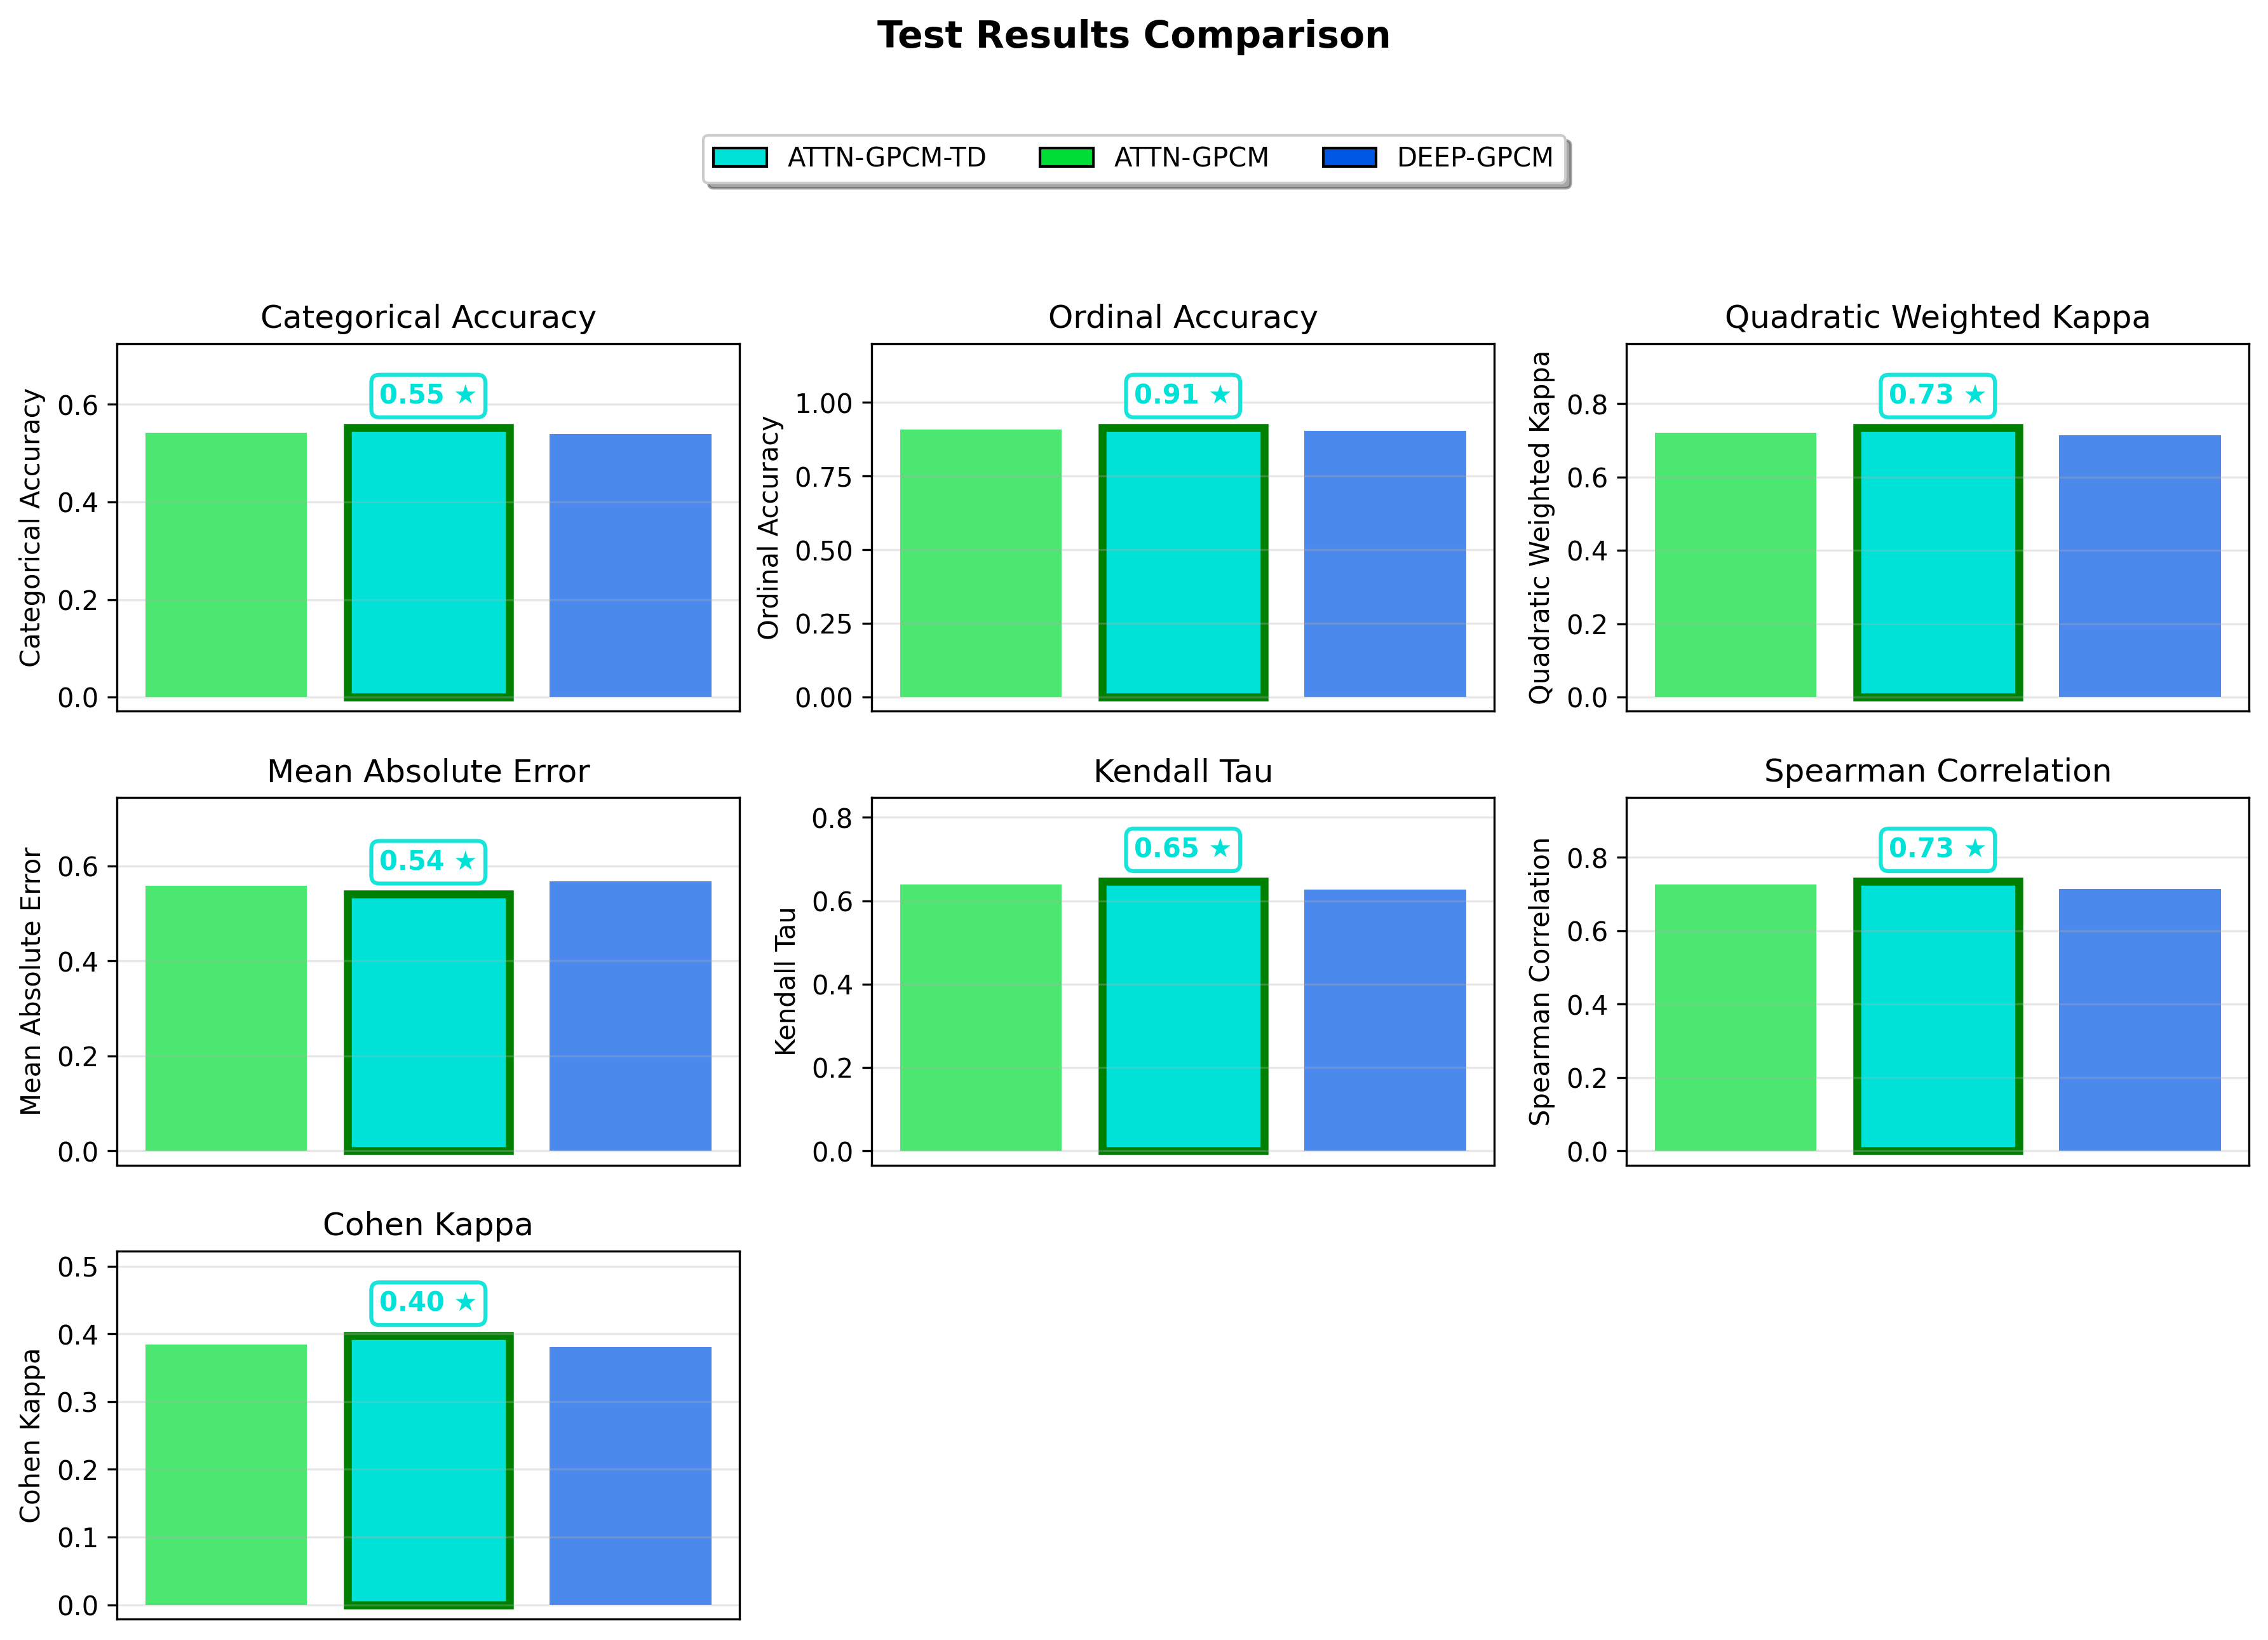 Test Results Comparison
ATTN-GPCM-TD ATTN-GPCM DEEP-GPCM
Categorical Accuracy
Categorical Accuracy
0.6
0.4
0.2
0.0
0.55 ★
Ordinal Accuracy
Ordinal Accuracy
1.00
0.75
0.50
0.25
0.00
0.91 ★
Quadratic Weighted Kappa
Quadratic Weighted Kappa
0.8
0.6
0.4
0.2
0.0
0.73 ★
Mean Absolute Error
Mean Absolute Error
0.6
0.4
0.2
0.0
0.54 ★
Kendall Tau
Kendall Tau
0.8
0.6
0.4
0.2
0.0
0.65 ★
Spearman Correlation
Spearman Correlation
0.8
0.6
0.4
0.2
0.0
0.73 ★
Cohen Kappa
Cohen Kappa
0.5
0.4
0.3
0.2
0.1
0.0
0.40 ★